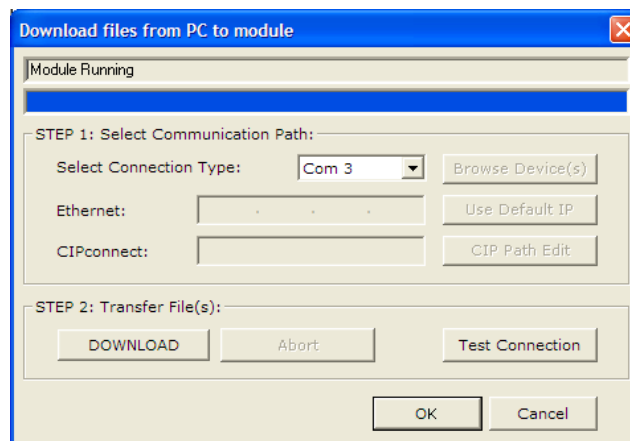 Download files from PC to module
Module Running
STEP 1: Select Communication Path:
Select Connection Type: Com 3 Browse Device(s)
Ethernet: . . . Use Default IP
CIPconnect: CIP Path Edit
STEP 2: Transfer File(s):
DOWNLOAD Abort Test Connection
OK Cancel